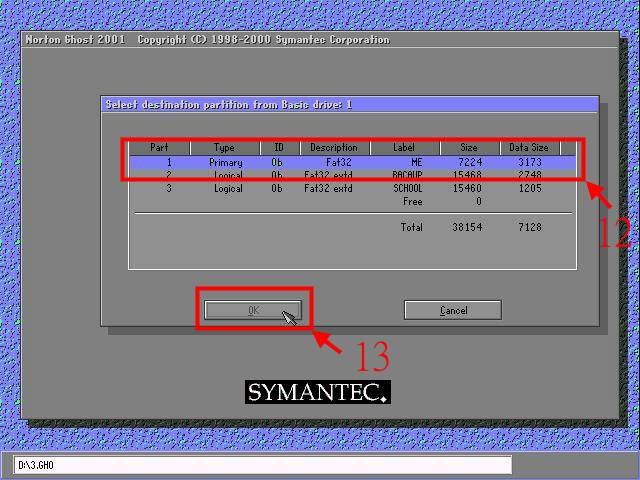 Norton Ghost 2001   Copyright (C) 1998-2000 Symantec Corporation
Select destination partition from Basic drive: 1
Part Type ID Description Label Size Data Size
1 Primary 0b Fat32 ME 7224 3173
2 Logical 0b Fat32 extd BACAUP 15468 2748
3 Logical 0b Fat32 extd SCHOOL 15460 1205
Free 0
Total 38154 7128
12
OK Cancel
13
SYMANTEC.
D:\3.GHO